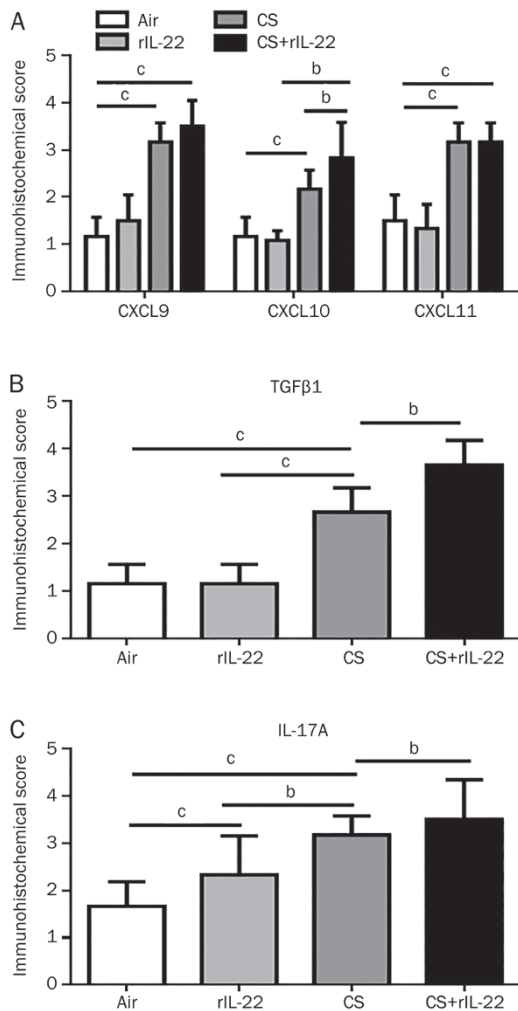 A
Air
CS
rIL-22
CS+rIL-22
Immunohistochemical score
5
4
3
2
1
0
c
c
b
b
c
c
c
CXCL9
CXCL10
CXCL11
B
TGFβ1
Immunohistochemical score
5
4
3
2
1
0
c
c
b
Air
rIL-22
CS
CS+rIL-22
C
IL-17A
Immunohistochemical score
5
4
3
2
1
0
c
c
b
b
Air
rIL-22
CS
CS+rIL-22